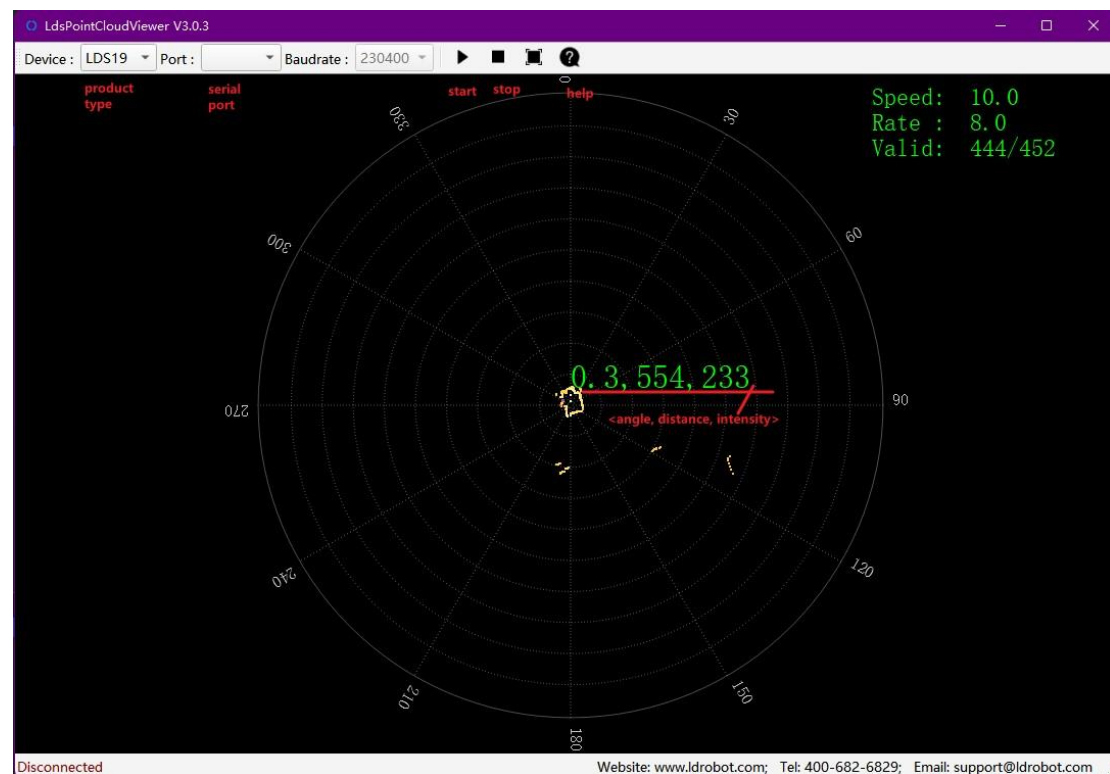 LdsPointCloudViewer V3.0.3
Device : LDS19 Port : Baudrate : 230400
product type
serial port
start
stop
help
Speed: 10.0
Rate : 8.0
Valid: 444/452
0
30
60
90
120
150
180
210
240
270
300
330
0.3,554,233
<angle, distance, intensity>
Disconnected
Website: www.ldrobot.com; Tel: 400-682-6829; Email: support@ldrobot.com